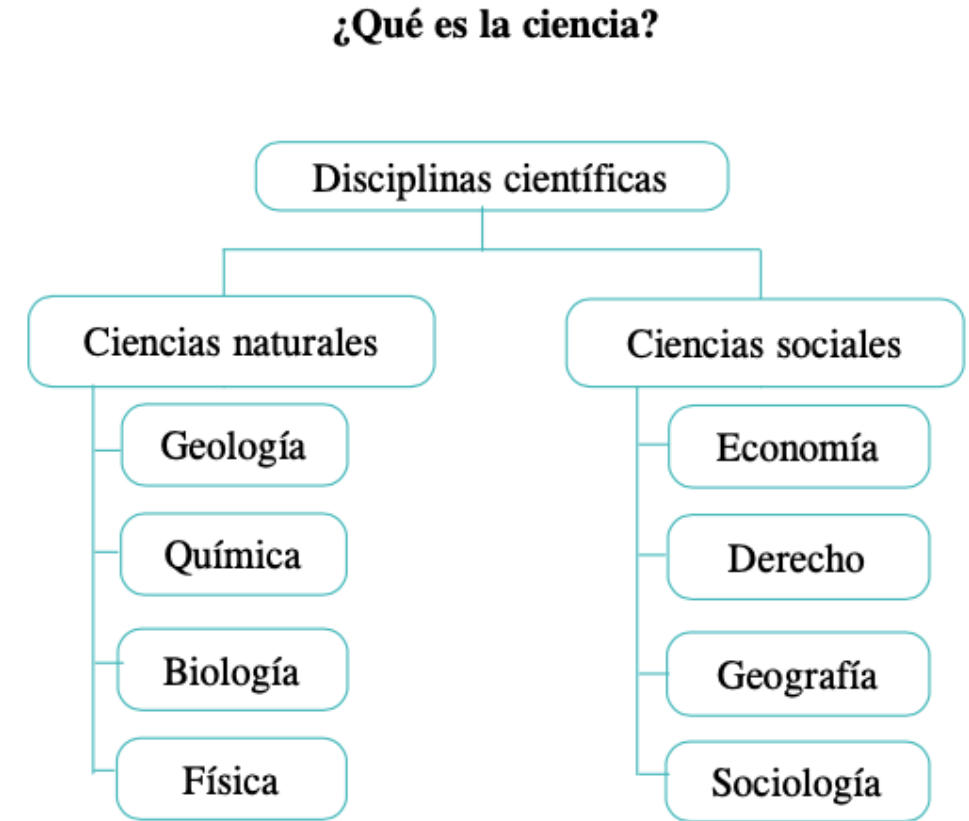 ¿Qué es la ciencia?
Disciplinas científicas
Ciencias naturales
Geología
Química
Biología
Física
Ciencias sociales
Economía
Derecho
Geografía
Sociología